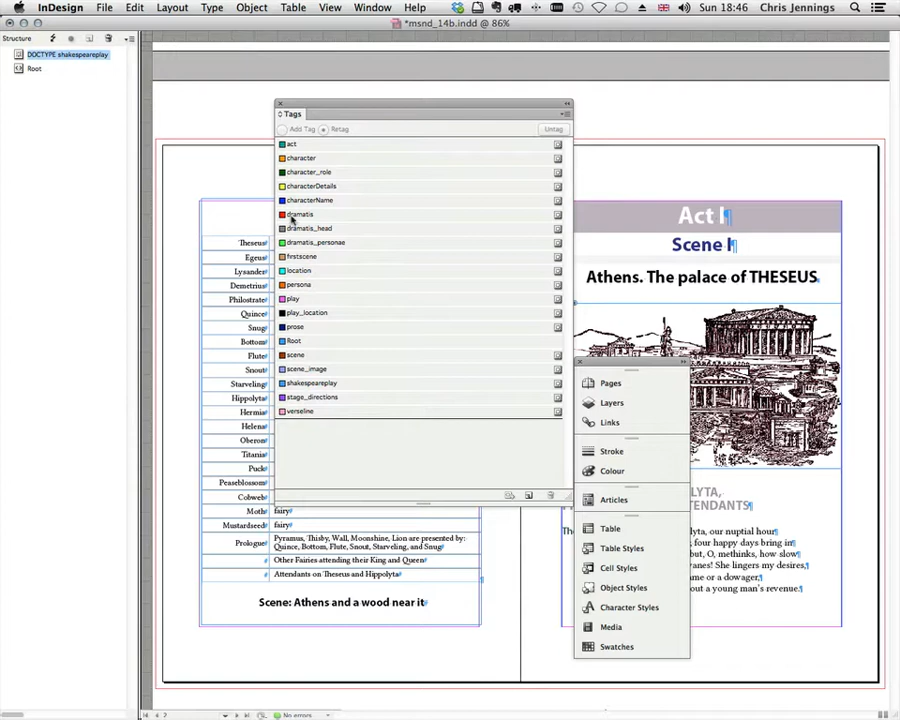 InDesign File Edit Layout Type Object Table View Window Help Sun 18:46 Chris Jennings
*msnd_14b.indd @ 86%
Structure
DOCTYPE shakespeareplay
Root
Tags
Add Tag Retag Untag
act
character
character_role
characterDetails
characterName
dramatis
dramatis_head
dramatis_personae
firstscene
location
persona
play
play_location
prose
Root
scene
scene_image
shakespeareplay
stage_directions
verseline
Theseus
Egeus
Lysander
Demetrius
Philostrate
Quince
Snug
Bottom
Flute
Snout
Starveling
Hippolyta
Hermia
Helena
Oberon
Titania
Puck
Peaseblossom
Cobweb
Moth fairy
Mustardseed fairy
Prologue Pyramus, Thisby, Wall, Moonshine, Lion are presented by:
Quince, Bottom, Flute, Snout, Starveling, and Snug
Other Fairies attending their King and Queen
Attendants on Theseus and Hippolyta
Scene: Athens and a wood near it
Act I
Scene I
Athens. The palace of THESEUS
LYTA,
TENDANTS
lyta, our nuptial hour
four happy days bring in
but, O, methinks, how slow
wanes! She lingers my desires,
me or a dowager,
out a young man's revenue.
Pages
Layers
Links
Stroke
Colour
Articles
Table
Table Styles
Cell Styles
Object Styles
Character Styles
Media
Swatches
No errors